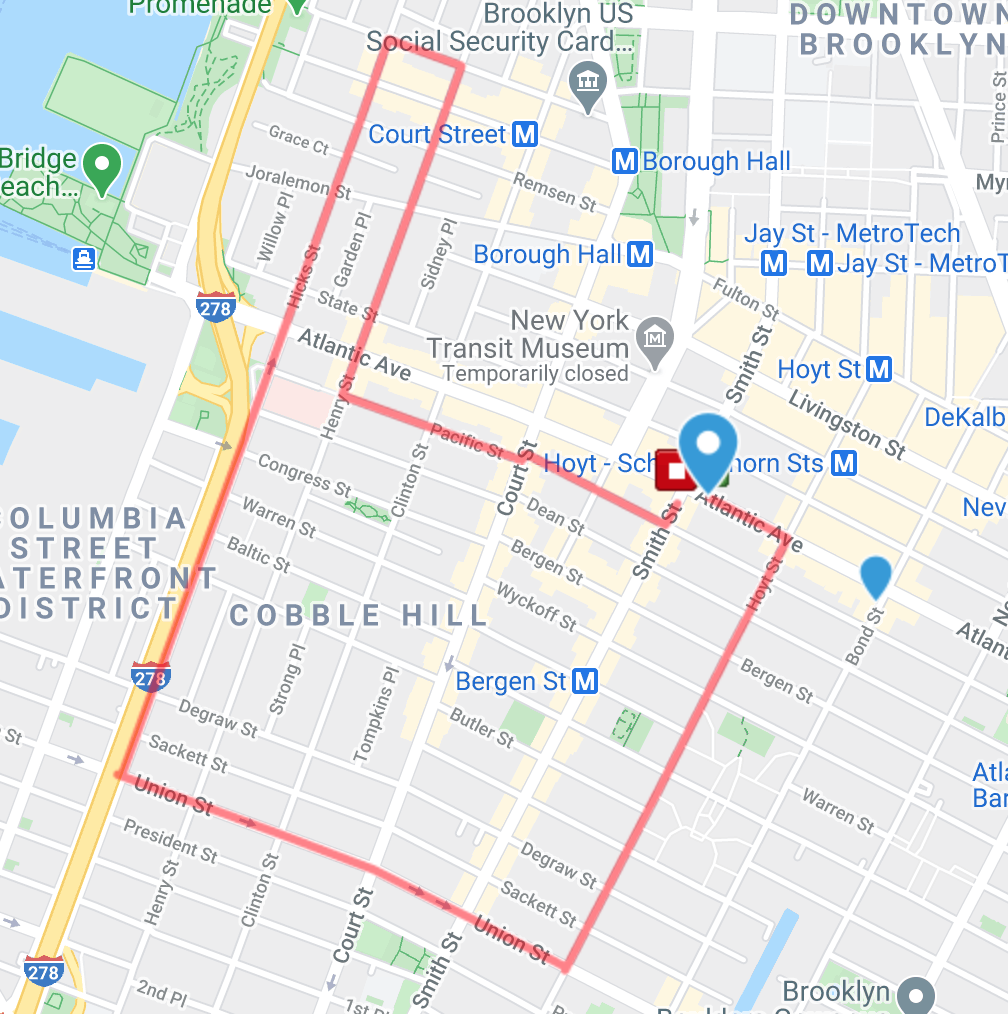 Promenade
Brooklyn US
Social Security Card...
DOWNTOWN
BROOKLYN
Prince St
Grace Ct
Court Street M
M Borough Hall
Bridge
each...
Joralemon St
Remsen St
My
Willow Pl
Garden Pl
Sidney Pl
Jay St - MetroTech
M
M Jay St - MetroT
Borough Hall M
Hicks St
278
State St
Fulton St
Atlantic Ave
New York
Transit Museum
Temporarily closed
M
Smith St
Hoyt St M
Livingston St
DeKalb
Henry St
Pacific St
Court St
Hoyt - Sch
horn Sts M
Congress St
Clinton St
Dean St
Smith St
Atlantic Ave
Nev
OLUMBIA
STREET
ATERFRONT
DISTRICT
Warren St
Baltic St
Bergen St
Wyckoff St
Hoyt St
COBBLE HILL
Bond St
Atlant
278
Strong Pl
Tompkins Pl
Bergen St M
Bergen St
Degraw St
Sackett St
Butler St
St
Union St
Atla
Bar
Warren St
President St
Henry St
Clinton St
Court St
Degraw St
Sackett St
Union St
Smith St
278
2nd Pl
1st Pl
Brooklyn